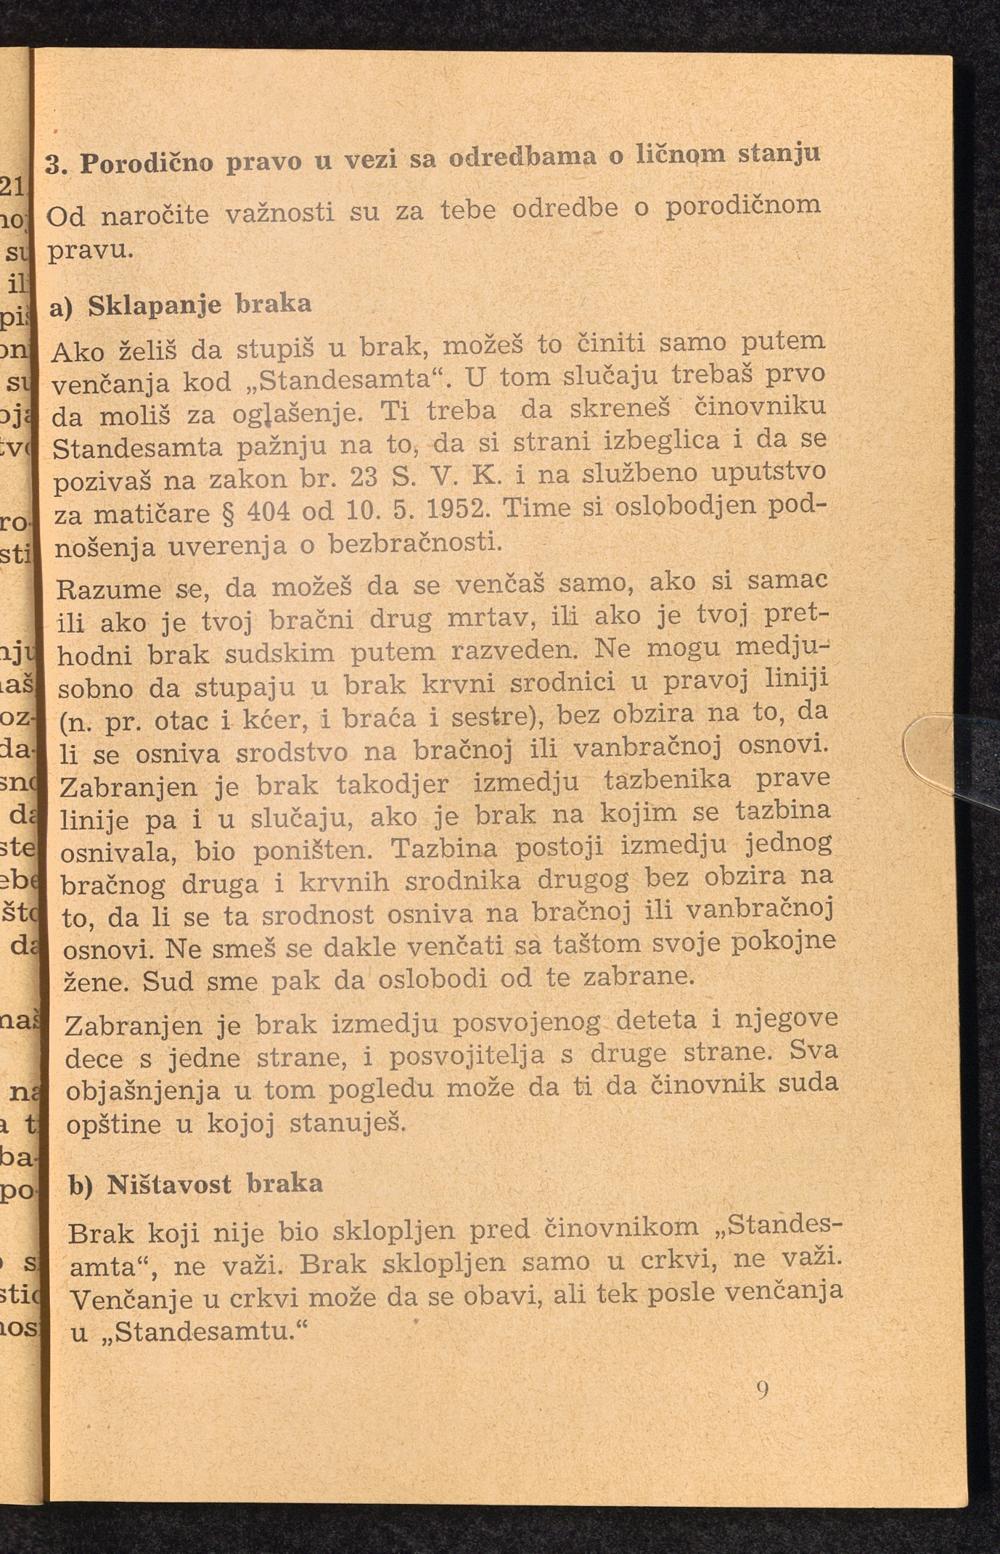 3. Porodično pravo u vezi sa odredbama o ličnom stanju
Od naročite važnosti su za tebe odredbe o porodičnom
pravu.
a) Sklapanje braka
Ako želiš da stupiš u brak, možeš to činiti samo putem
venčanja kod „Standesamta“. U tom slučaju trebaš prvo
da moliš za oglašenje. Ti treba da skreneš činovniku
Standesamta pažnju na to, da si strani izbeglica i da se
pozivaš na zakon br. 23 S. V. K. i na službeno uputstvo
za matičare § 404 od 10. 5. 1952. Time si oslobodjen pod-
nošenja uverenja o bezbračnosti.
Razume se, da možeš da se venčaš samo, ako si samac
ili ako je tvoj bračni drug mrtav, ili ako je tvoj pret-
hodni brak sudskim putem razveden. Ne mogu medju-
sobno da stupaju u brak krvni srodnici u pravoj liniji
(n. pr. otac i kćer, i braća i sestre), bez obzira na to, da
li se osniva srodstvo na bračnoj ili vanbračnoj osnovi.
Zabranjen je brak takodjer izmedju tazbenika prave
linije pa i u slučaju, ako je brak na kojim se tazbina
osnivala, bio poništen. Tazbina postoji izmedju jednog
bračnog druga i krvnih srodnika drugog bez obzira na
to, da li se ta srodnost osniva na bračnoj ili vanbračnoj
osnovi. Ne smeš se dakle venčati sa taštom svoje pokojne
žene. Sud sme pak da oslobodi od te zabrane.
Zabranjen je brak izmedju posvojenog deteta i njegove
dece s jedne strane, i posvojitelja s druge strane. Sva
objašnjenja u tom pogledu može da ti da činovnik suda
opštine u kojoj stanuješ.
b) Ništavost braka
Brak koji nije bio sklopljen pred činovnikom „Standes-
amta“, ne važi. Brak sklopljen samo u crkvi, ne važi.
Venčanje u crkvi može da se obavi, ali tek posle venčanja
u „Standesamtu.“
9